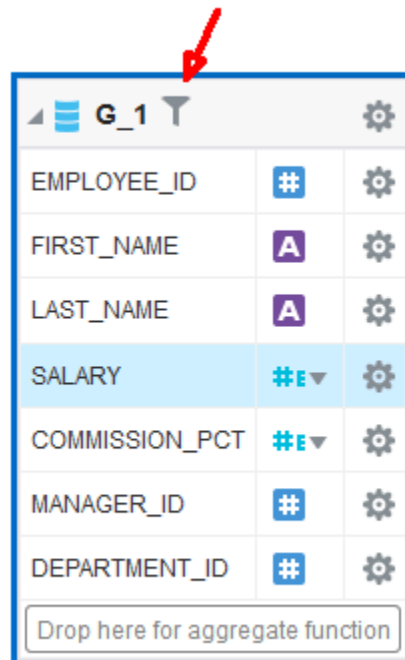 G_1
EMPLOYEE_ID #
FIRST_NAME A
LAST_NAME A
SALARY #E
COMMISSION_PCT #E
MANAGER_ID #
DEPARTMENT_ID #
Drop here for aggregate function